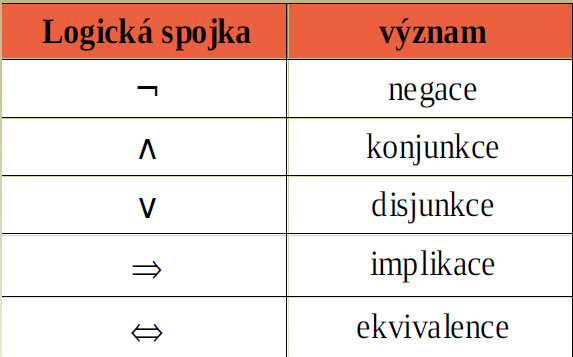 Logická spojka význam
¬ negace
∧ konjunkce
∨ disjunkce
⇒ implikace
⇔ ekvivalence